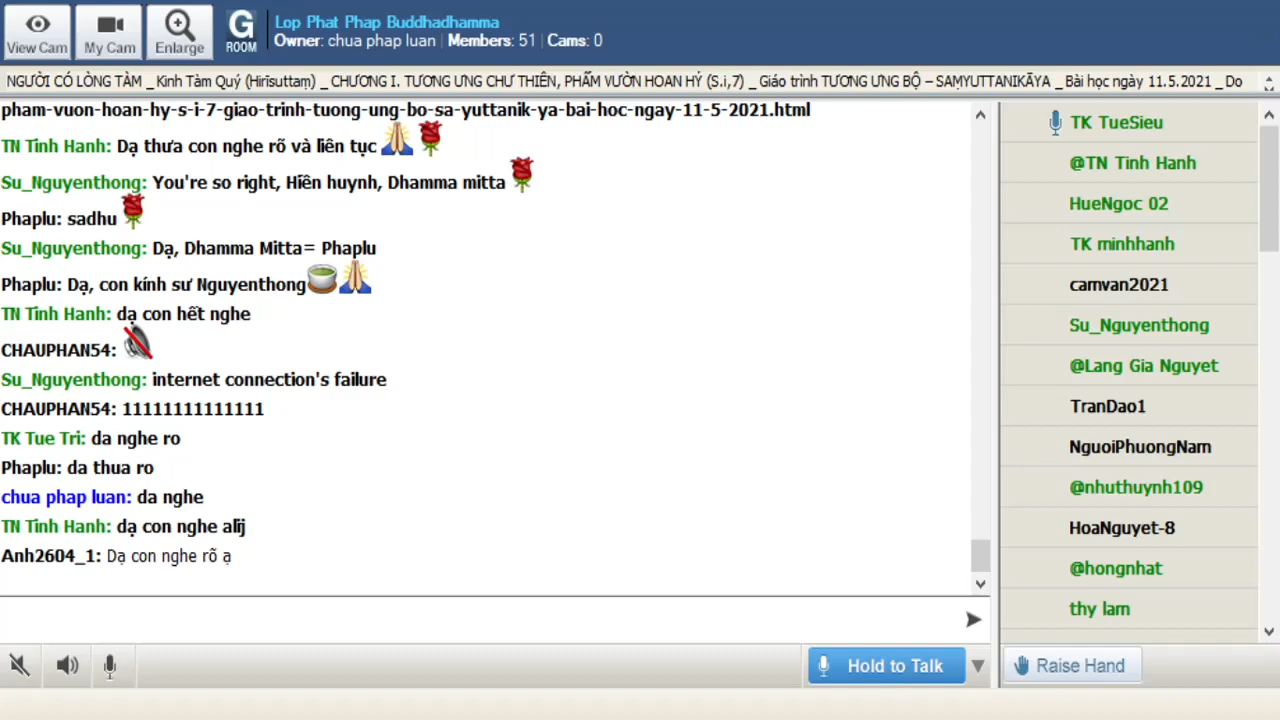 View Cam
My Cam
Enlarge
G
ROOM
Lop Phat Phap Buddhadhamma
Owner: chua phap luan | Members: 51 | Cams: 0
NGƯỜI CÓ LÒNG TÀM _ Kinh Tàm Quý (Hirīsuttaṃ) _ CHƯƠNG I. TƯƠNG ƯNG CHƯ THIÊN, PHẨM VƯỜN HOAN HỶ (S.i,7) _ Giáo trình TƯƠNG ƯNG BỘ – SAṂYUTTANIKĀYA _ Bài học ngày 11.5.2021 _ Do
pham-vuon-hoan-hy-s-i-7-giao-trinh-tuong-ung-bo-sa-yuttanik-ya-bai-hoc-ngay-11-5-2021.html
TN Tinh Hanh: Dạ thưa con nghe rõ và liên tục
Su_Nguyenthong: You're so right, Hiền huynh, Dhamma mitta
Phaplu: sadhu
Su_Nguyenthong: Dạ, Dhamma Mitta= Phaplu
Phaplu: Dạ, con kính sư Nguyenthong
TN Tinh Hanh: dạ con hết nghe
CHAUPHAN54:
Su_Nguyenthong: internet connection's failure
CHAUPHAN54: 11111111111111
TK Tue Tri: da nghe ro
Phaplu: da thua ro
chua phap luan: da nghe
TN Tinh Hanh: dạ con nghe alij
Anh2604_1: Dạ con nghe rõ ạ
TK TueSieu
@TN Tinh Hanh
HueNgoc 02
TK minhhanh
camvan2021
Su_Nguyenthong
@Lang Gia Nguyet
TranDao1
NguoiPhuongNam
@nhuthuynh109
HoaNguyet-8
@hongnhat
thy lam
Hold to Talk
Raise Hand